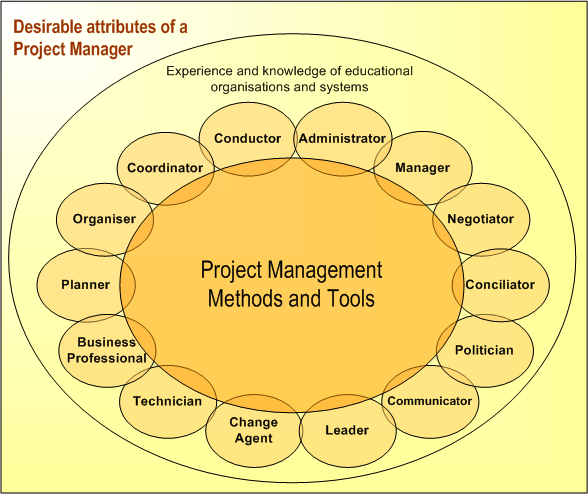 Desirable attributes of a
Project Manager
Experience and knowledge of educational
organisations and systems
Conductor
Administrator
Coordinator
Manager
Organiser
Negotiator
Planner
Project Management
Methods and Tools
Conciliator
Business
Professional
Politician
Technician
Communicator
Change
Agent
Leader